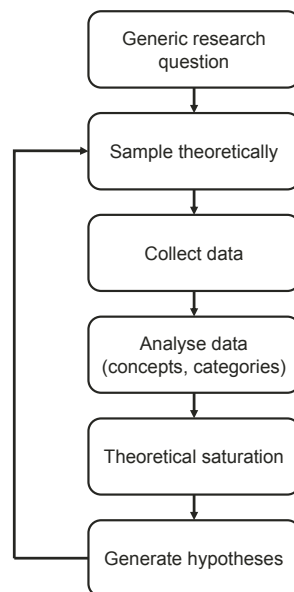 Generic research
question
Sample theoretically
Collect data
Analyse data
(concepts, categories)
Theoretical saturation
Generate hypotheses